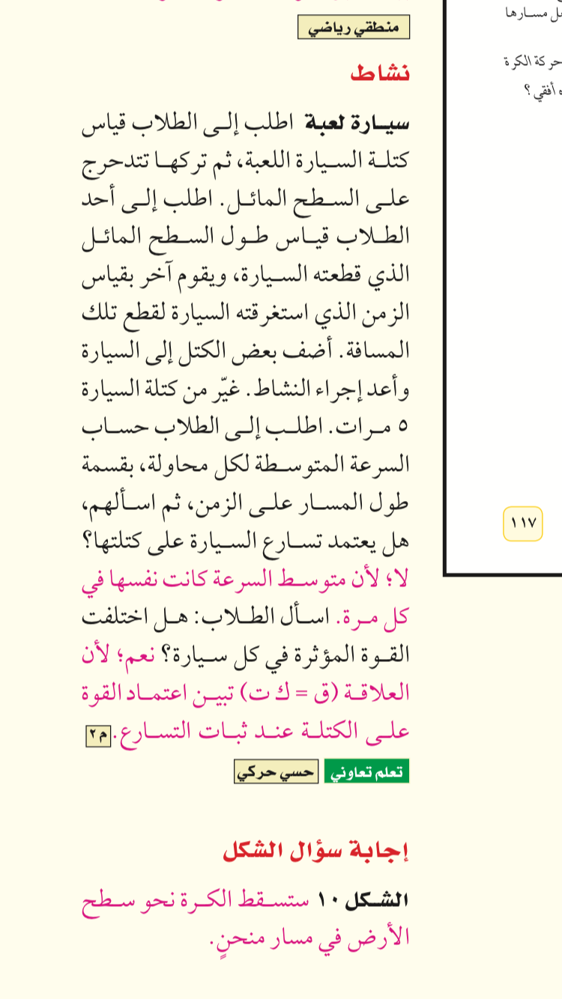 منطقي رياضي
نشاط
سيارة لعبة اطلب إلى الطلاب قياس
كتلة السيارة اللعبة، ثم تركها تتدحرج
على السطح المائل. اطلب إلى أحد
الطلاب قياس طول السطح المائل
الذي قطعته السيارة، ويقوم آخر بقياس
الزمن الذي استغرقته السيارة لقطع تلك
المسافة. أضف بعض الكتل إلى السيارة
وأعد إجراء النشاط. غيّر من كتلة السيارة
٥ مرات. اطلب إلى الطلاب حساب
السرعة المتوسطة لكل محاولة، بقسمة
طول المسار على الزمن، ثم اسألهم،
هل يعتمد تسارع السيارة على كتلتها؟
لا؛ لأن متوسط السرعة كانت نفسها في
كل مرة. اسأل الطلاب: هل اختلفت
القوة المؤثرة في كل سيارة؟ نعم؛ لأن
العلاقة (ق = ك ت) تبين اعتماد القوة
على الكتلة عند ثبات التسارع. م٢
تعلم تعاوني حسي حركي
إجابة سؤال الشكل
الشكل ١٠ ستسقط الكرة نحو سطح
الأرض في مسار منحنٍ.
مسارها
حركة الكرة
أفقي؟
١١٧